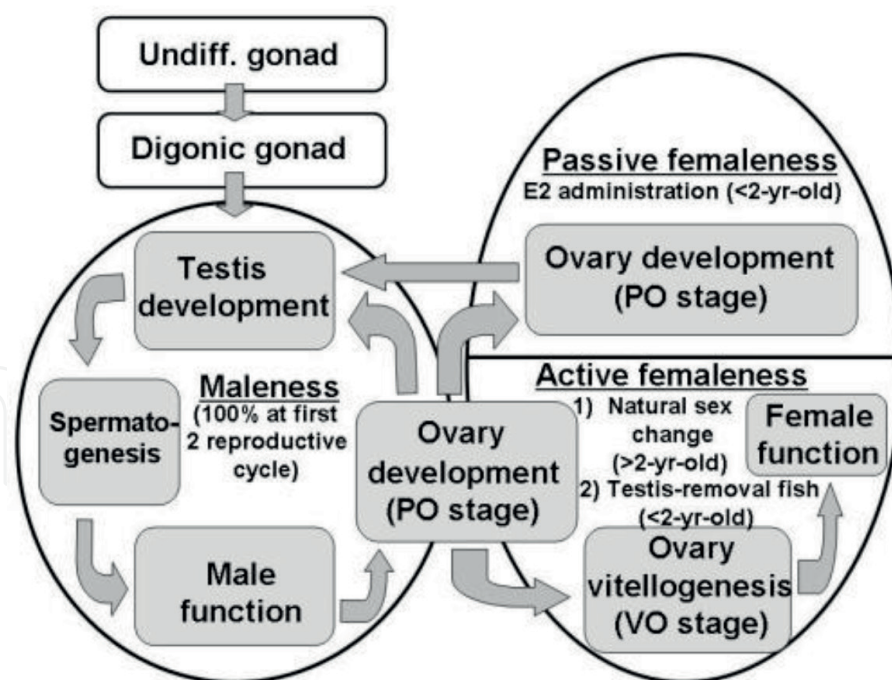 Undiff. gonad
Digonic gonad
Testis
development
Spermato-
genesis
Maleness
(100% at first
2 reproductive
cycle)
Male
function
Ovary
development
(PO stage)
Passive femaleness
E2 administration (<2-yr-old)
Ovary development
(PO stage)
Active femaleness
1) Natural sex
change
(>2-yr-old)
2) Testis-removal fish
(<2-yr-old)
Female
function
Ovary
vitellogenesis
(VO stage)